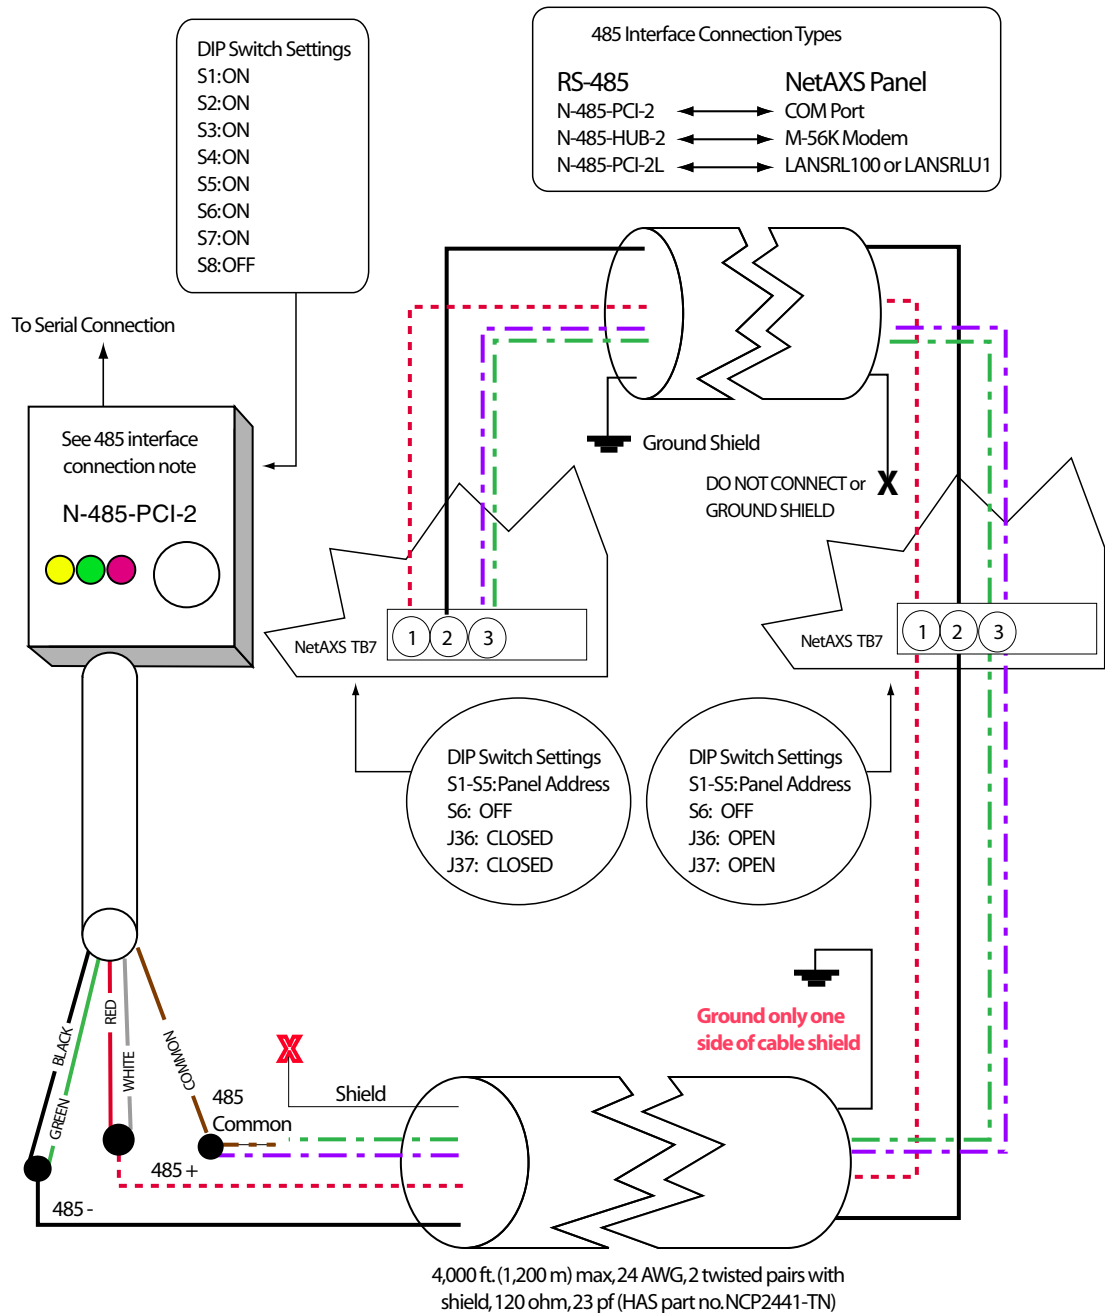 DIP Switch Settings
S1:ON
S2:ON
S3:ON
S4:ON
S5:ON
S6:ON
S7:ON
S8:OFF
485 Interface Connection Types
RS-485 NetAXS Panel
N-485-PCI-2 COM Port
N-485-HUB-2 M-56K Modem
N-485-PCI-2L LANSRL100 or LANSRLU1
To Serial Connection
See 485 interface
connection note
N-485-PCI-2
Ground Shield
DO NOT CONNECT or
GROUND SHIELD
X
NetAXS TB7
1 2 3
NetAXS TB7
1 2 3
DIP Switch Settings
S1-S5:Panel Address
S6: OFF
J36: CLOSED
J37: CLOSED
DIP Switch Settings
S1-S5:Panel Address
S6: OFF
J36: OPEN
J37: OPEN
BLACK
GREEN
RED
WHITE
COMMON
X
Shield
485
Common
485 +
485 -
Ground only one
side of cable shield
4,000 ft. (1,200 m) max, 24 AWG, 2 twisted pairs with
shield, 120 ohm, 23 pf (HAS part no. NCP2441-TN)